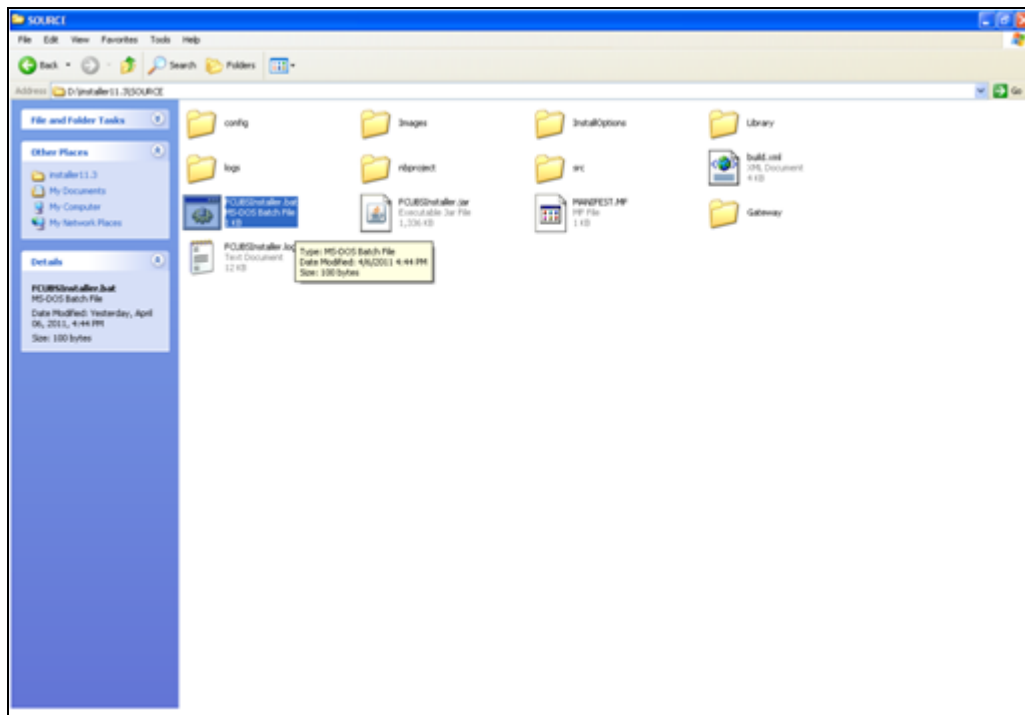 SOURCE
File Edit View Favorites Tools Help
Back Search Folders
Address D:\installer11.3\SOURCE Go
File and Folder Tasks
Other Places
installer11.3
My Documents
My Computer
My Network Places
Details
FCUBSInstaller.bat
MS-DOS Batch File
Date Modified: Yesterday, April
06, 2011, 4:44 PM
Size: 100 bytes
config
Images
InstallOptions
Library
logs
nbproject
src
build.xml
XML Document
4 KB
FCUBSInstaller.bat
MS-DOS Batch File
1 KB
FCUBSInstaller.jar
Executable Jar File
1,336 KB
MANIFEST.MF
MF File
1 KB
Gateway
FCUBSInstaller.log
Text Document
12 KB
Type: MS-DOS Batch File
Date Modified: 4/6/2011 4:44 PM
Size: 100 bytes